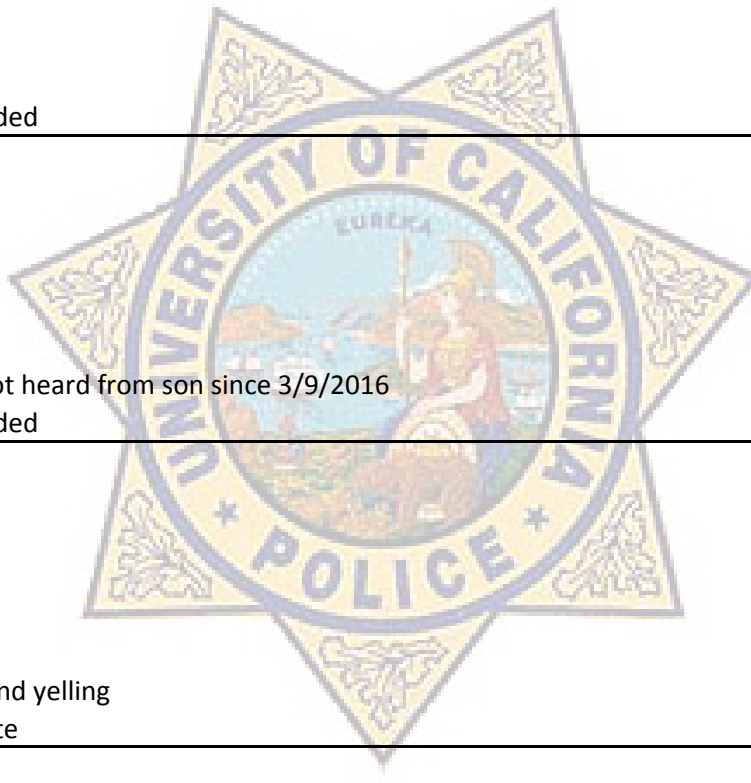 ded
UNIVERSITY OF CALIFORNIA
EUREKA
ot heard from son since 3/9/2016
ded
POLICE
nd yelling
te